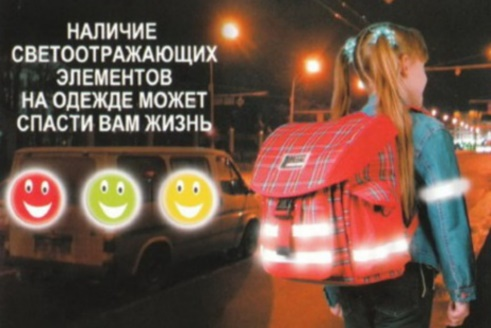 НАЛИЧИЕ
СВЕТООТРАЖАЮЩИХ
ЭЛЕМЕНТОВ
НА ОДЕЖДЕ МОЖЕТ
СПАСТИ ВАМ ЖИЗНЬ